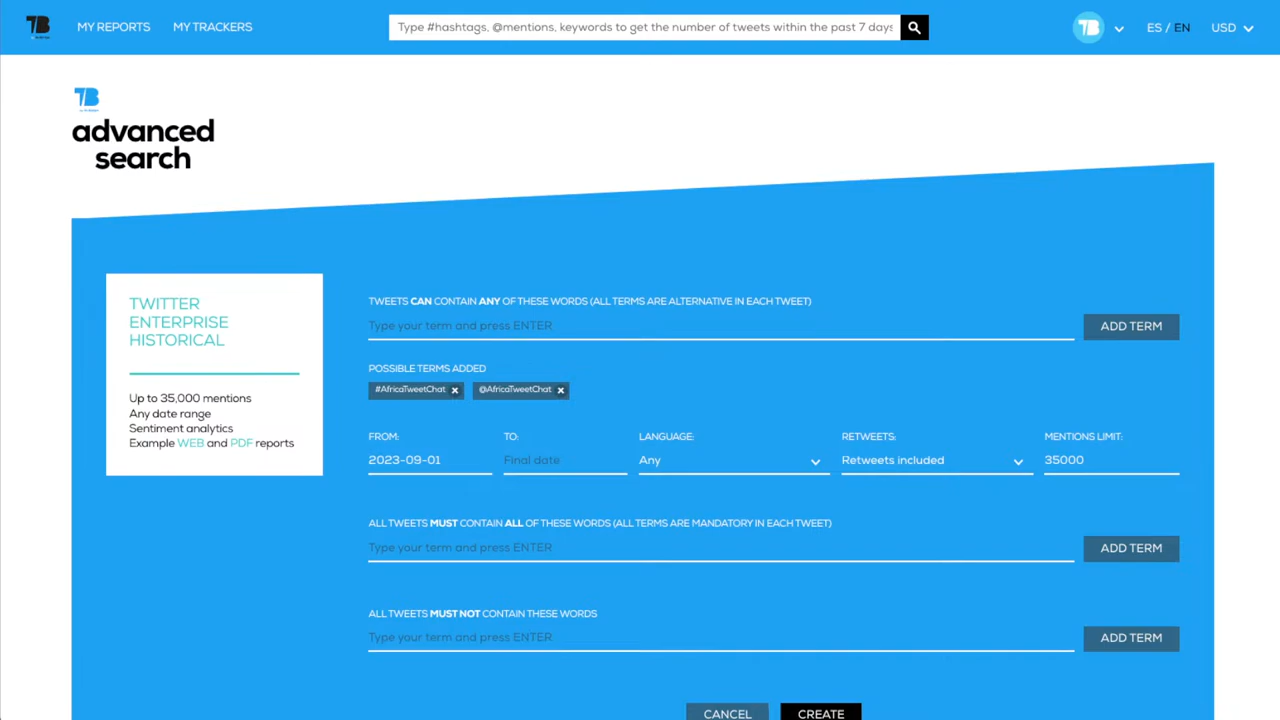 TB
MY REPORTS
MY TRACKERS
Type #hashtags, @mentions, keywords to get the number of tweets within the past 7 days
TB
ES / EN
USD
TB
advanced
search
TWITTER
ENTERPRISE
HISTORICAL
Up to 35,000 mentions
Any date range
Sentiment analytics
Example WEB and PDF reports
TWEETS CAN CONTAIN ANY OF THESE WORDS (ALL TERMS ARE ALTERNATIVE IN EACH TWEET)
Type your term and press ENTER
ADD TERM
POSSIBLE TERMS ADDED
#AfricaTweetChat x
@AfricaTweetChat x
FROM:
TO:
LANGUAGE:
RETWEETS:
MENTIONS LIMIT:
2023-09-01
Final date
Any
Retweets included
35000
ALL TWEETS MUST CONTAIN ALL OF THESE WORDS (ALL TERMS ARE MANDATORY IN EACH TWEET)
Type your term and press ENTER
ADD TERM
ALL TWEETS MUST NOT CONTAIN THESE WORDS
Type your term and press ENTER
ADD TERM
CANCEL
CREATE